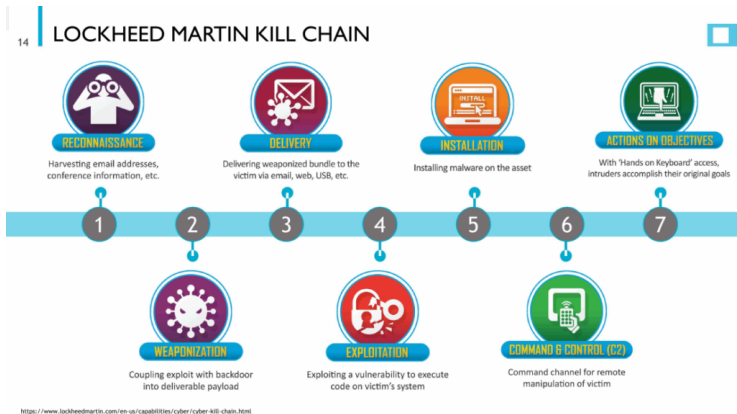 14
LOCKHEED MARTIN KILL CHAIN
RECONNAISSANCE
Harvesting email addresses,
conference information, etc.
DELIVERY
Delivering weaponized bundle to the
victim via email, web, USB, etc.
INSTALL
INSTALLATION
Installing malware on the asset
ACTIONS ON OBJECTIVES
With 'Hands on Keyboard' access,
intruders accomplish their original goals
1
2
3
4
5
6
7
WEAPONIZATION
Coupling exploit with backdoor
into deliverable payload
EXPLOITATION
Exploiting a vulnerability to execute
code on victim's system
COMMAND & CONTROL (C2)
Command channel for remote
manipulation of victim
https://www.lockheedmartin.com/en-us/capabilities/cyber/cyber-kill-chain.html